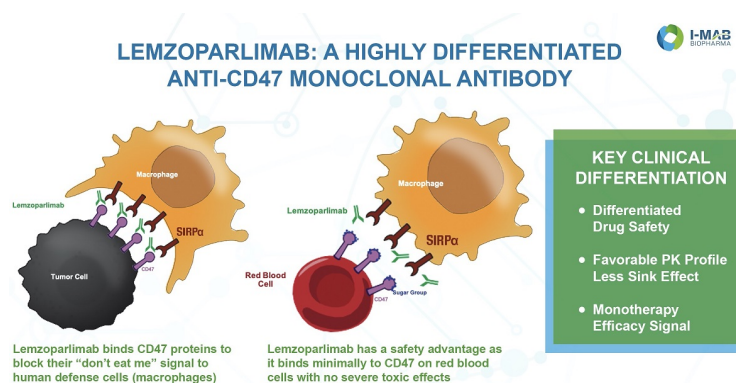 I-MAB
BIOPHARMA
LEMZOPARLIMAB: A HIGHLY DIFFERENTIATED
ANTI-CD47 MONOCLONAL ANTIBODY
Macrophage
Lemzoparlimab
SIRPα
Tumor Cell
CD47
Lemzoparlimab binds CD47 proteins to
block their “don’t eat me” signal to
human defense cells (macrophages)
Macrophage
Lemzoparlimab
SIRPα
Red Blood
Cell
CD47
Sugar Group
Lemzoparlimab has a safety advantage as
it binds minimally to CD47 on red blood
cells with no severe toxic effects
KEY CLINICAL
DIFFERENTIATION
• Differentiated
Drug Safety
• Favorable PK Profile
Less Sink Effect
• Monotherapy
Efficacy Signal